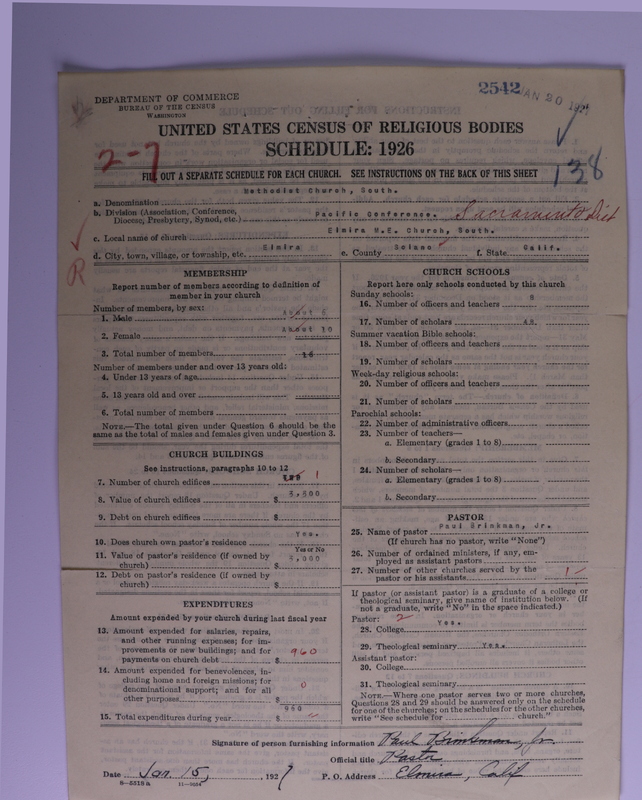 2542
JAN 20 192
DEPARTMENT OF COMMERCE
BUREAU OF THE CENSUS
WASHINGTON
UNITED STATES CENSUS OF RELIGIOUS BODIES
SCHEDULE: 1926
2-7
138
FILL OUT A SEPARATE SCHEDULE FOR EACH CHURCH. SEE INSTRUCTIONS ON THE BACK OF THIS SHEET
a. Denomination Methodist Church, South.
b. Division (Association, Conference, Diocese, Presbytery, Synod, etc.) Pacific Conference. Sacramento Dist
c. Local name of church Elmira M.E. Church, South.
d. City, town, village, or township, etc. Elmira e. County Solano f. State Calif.
R
MEMBERSHIP
Report number of members according to definition of
member in your church
Number of members, by sex:
1. Male About 6
2. Female About 10
3. Total number of members 16
Number of members under and over 13 years old:
4. Under 13 years of age
5. 13 years old and over
6. Total number of members
NOTE.—The total given under Question 6 should be the
same as the total of males and females given under Question 3.
CHURCH BUILDINGS
See instructions, paragraphs 10 to 12
7. Number of church edifices 1
8. Value of church edifices $ 3,500
9. Debt on church edifices $
10. Does church own pastor's residence Yes.
Yes or No
11. Value of pastor's residence (if owned by
church) $ ,000
12. Debt on pastor's residence (if owned by
church) $
EXPENDITURES
Amount expended by your church during last fiscal year
13. Amount expended for salaries, repairs,
and other running expenses; for im-
provements or new buildings; and for
payments on church debt $ 960
14. Amount expended for benevolences, in-
cluding home and foreign missions; for
denominational support; and for all
other purposes $ 0
15. Total expenditures during year $ 960
CHURCH SCHOOLS
Report here only schools conducted by this church
Sunday schools:
16. Number of officers and teachers 8
17. Number of scholars 48
Summer vacation Bible schools:
18. Number of officers and teachers
19. Number of scholars
Week-day religious schools:
20. Number of officers and teachers
21. Number of scholars
Parochial schools:
22. Number of administrative officers
23. Number of teachers—
a. Elementary (grades 1 to 8)
b. Secondary
24. Number of scholars—
a. Elementary (grades 1 to 8)
b. Secondary
PASTOR
25. Name of pastor Paul Brinkman, Jr.
(If church has no pastor, write "None")
26. Number of ordained ministers, if any, em-
ployed as assistant pastors
27. Number of other churches served by the
pastor or his assistants 1
If pastor (or assistant pastor) is a graduate of a college or
theological seminary, give name of institution below. (If
not a graduate, write "No" in the space indicated.)
Pastor: 2
28. College Yes.
29. Theological seminary Yes.
Assistant pastor:
30. College
31. Theological seminary
NOTE.—Where one pastor serves two or more churches,
Questions 28 and 29 should be answered only on the schedule
for one of the churches; on the schedules for the other churches,
write "See schedule for church."
Signature of person furnishing information Paul Brinkman, Jr.
Official title Pastor
Date Jan. 15, 1927 P. O. Address Elmira, Calif
8—5318 a 11—9034